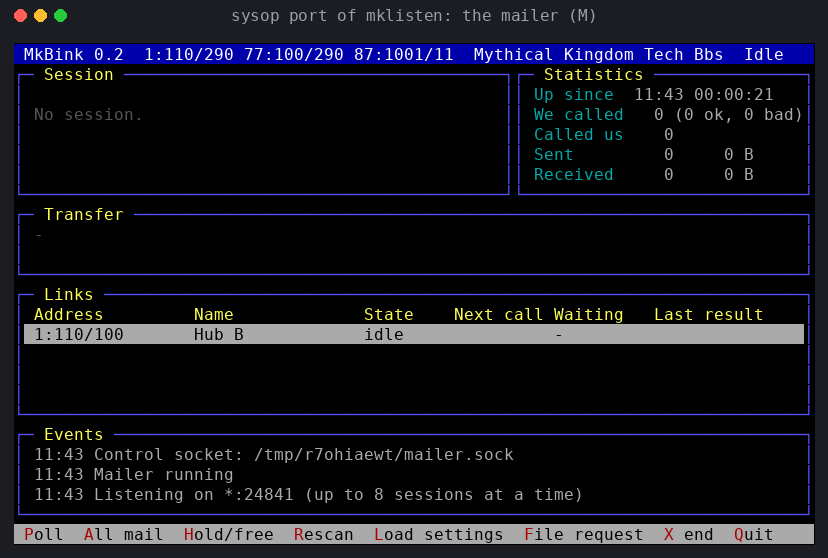 sysop port of mklisten: the mailer (M)
MkBink 0.2  1:110/290 77:100/290 87:1001/11  Mythical Kingdom Tech Bbs  Idle
Session
No session.
Statistics
Up since  11:43 00:00:21
We called   0 (0 ok, 0 bad)
Called us    0
Sent         0     0 B
Received     0     0 B
Transfer
-
Links
Address       Name             State    Next call Waiting   Last result
1:110/100       Hub B            idle               -
Events
11:43 Control socket: /tmp/r7ohiaewt/mailer.sock
11:43 Mailer running
11:43 Listening on *:24841 (up to 8 sessions at a time)
Poll  All mail  Hold/free  Rescan  Load settings  File request  X end  Quit